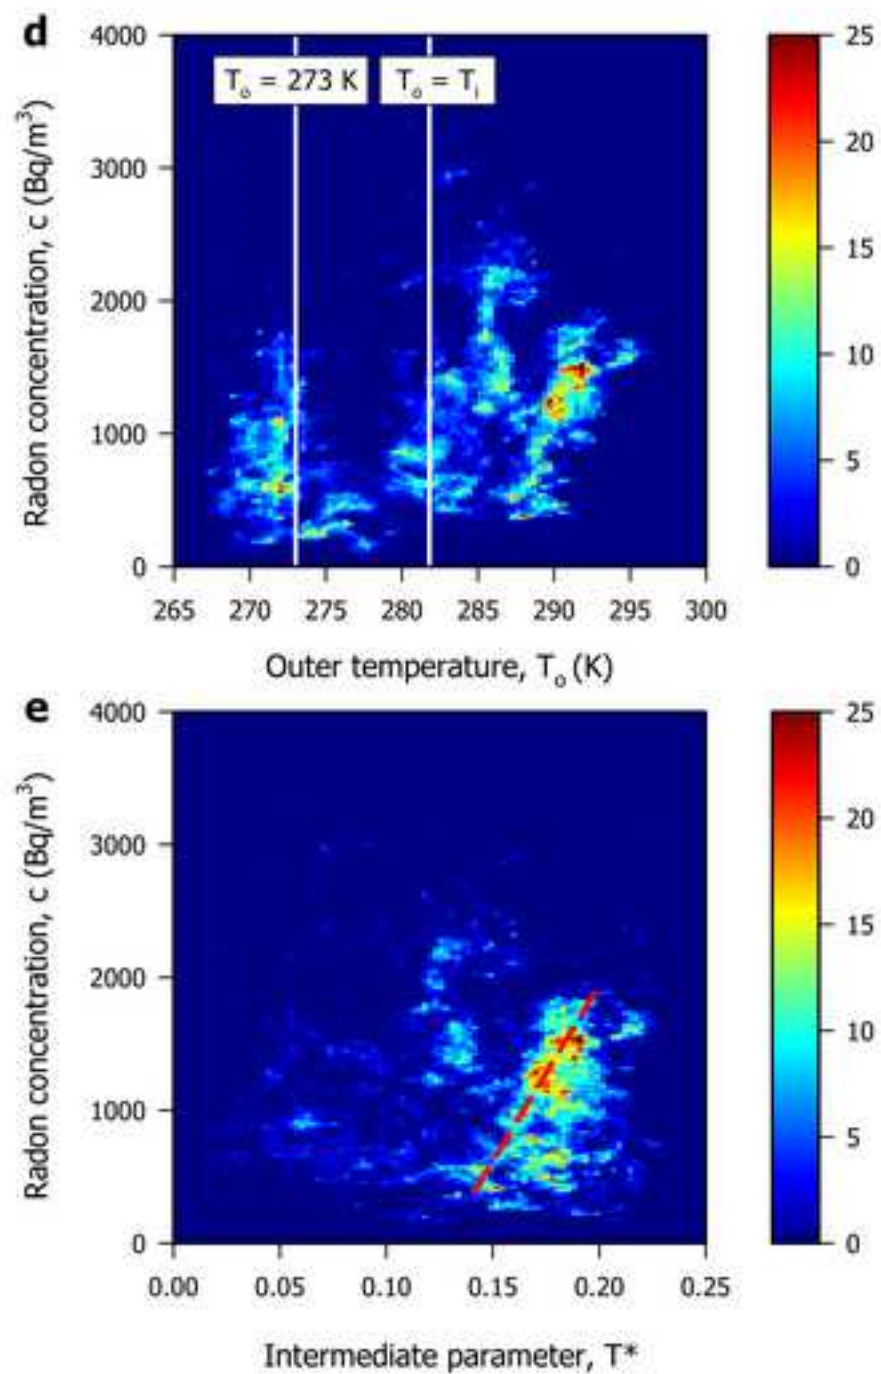 d
T₀ = 273 K
T₀ = Tᵢ
Radon concentration, c (Bq/m³)
4000
3000
2000
1000
0
265 270 275 280 285 290 295 300
Outer temperature, T₀ (K)
25
20
15
10
5
0
e
Radon concentration, c (Bq/m³)
4000
3000
2000
1000
0
0.00 0.05 0.10 0.15 0.20 0.25
Intermediate parameter, T*
25
20
15
10
5
0